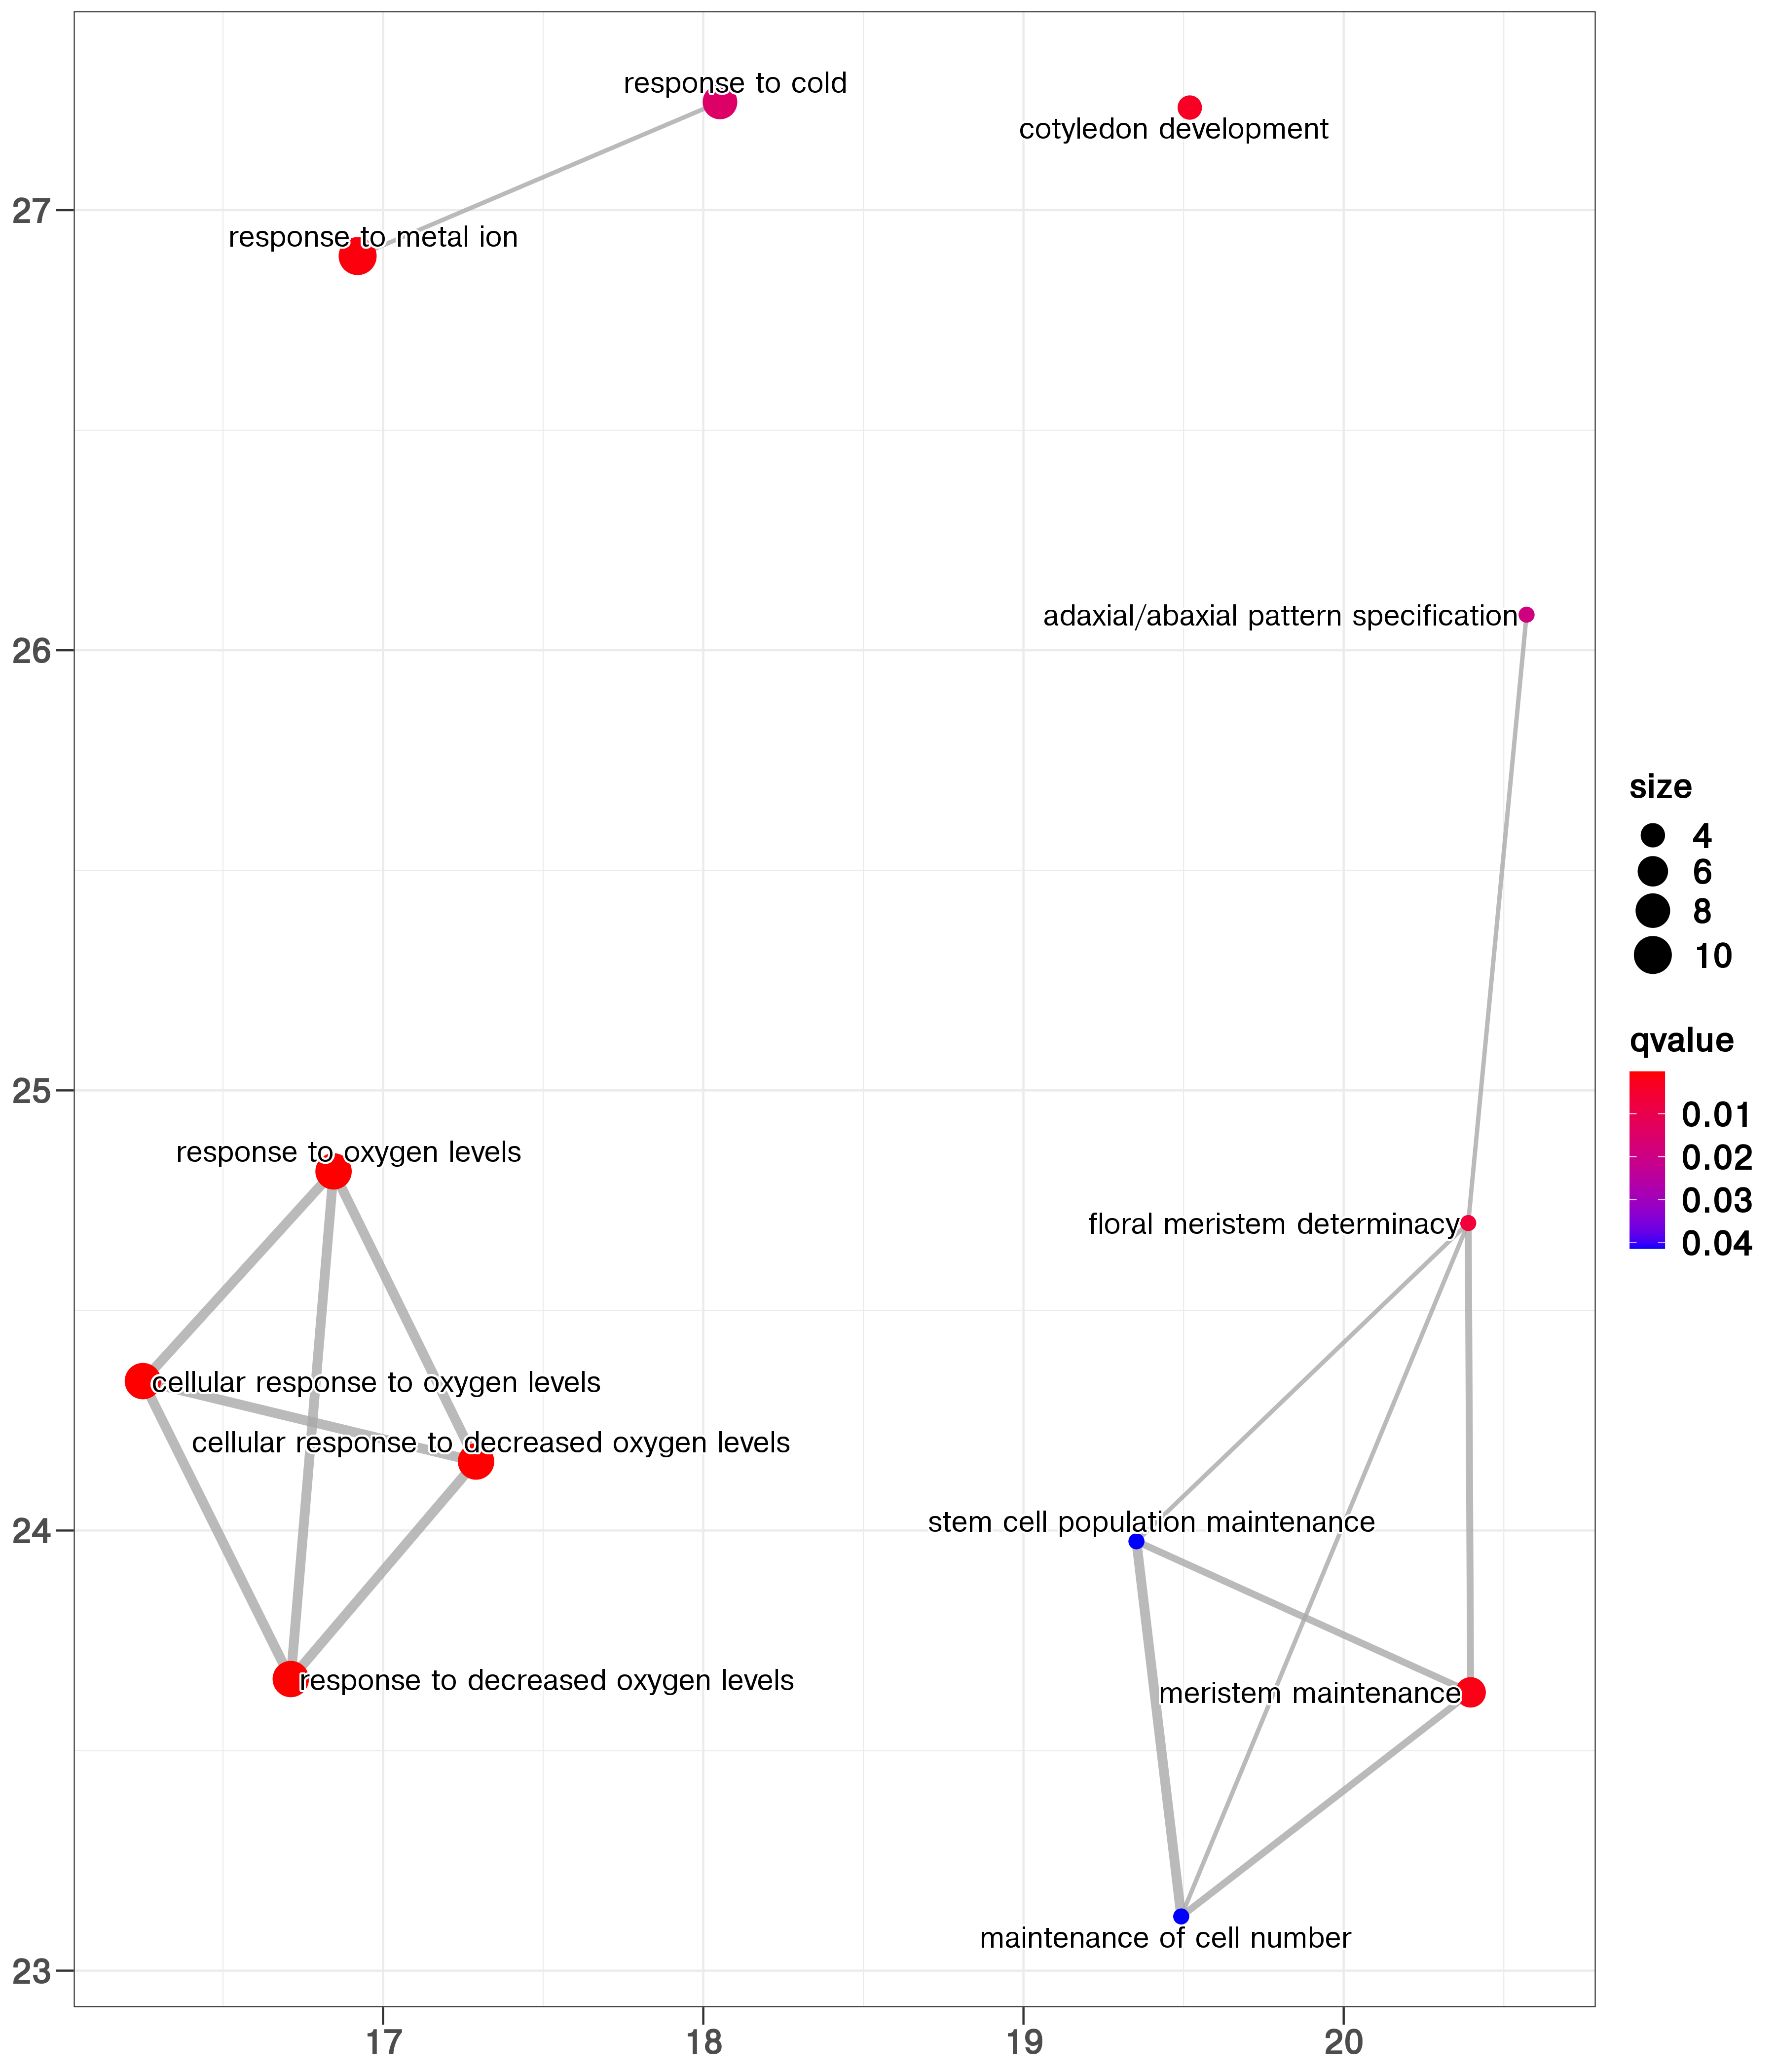 response to cold
cotyledon development
27
response to metal ion
adaxial/abaxial pattern specification
26
size
4
6
8
10
qvalue
0.01
0.02
0.03
0.04
25
response to oxygen levels
floral meristem determinacy
cellular response to oxygen levels
cellular response to decreased oxygen levels
stem cell population maintenance
24
response to decreased oxygen levels
meristem maintenance
maintenance of cell number
23
17
18
19
20